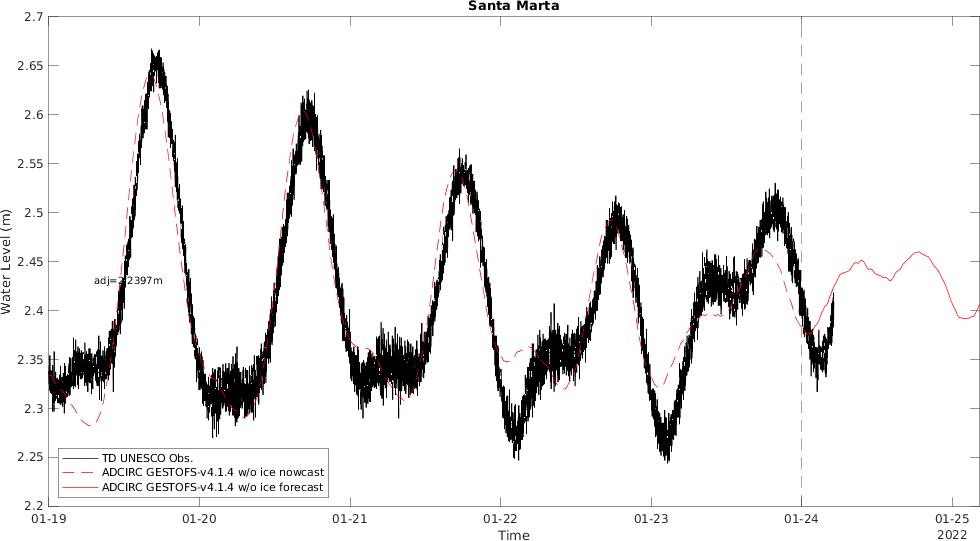 Santa Marta
2.7
2.65
2.6
2.55
2.5
2.45
2.4
2.35
2.3
2.25
2.2
Water Level (m)
adj=2.2397m
TD UNESCO Obs.
ADCIRC GESTOFS-v4.1.4 w/o ice nowcast
ADCIRC GESTOFS-v4.1.4 w/o ice forecast
01-19 01-20 01-21 01-22 01-23 01-24 01-25
Time 2022